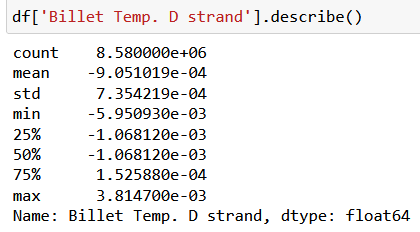 df['Billet Temp. D strand'].describe()
count    8.580000e+06
mean    -9.051019e-04
std      7.354219e-04
min     -5.950930e-03
25%     -1.068120e-03
50%     -1.068120e-03
75%      1.525880e-04
max      3.814700e-03
Name: Billet Temp. D strand, dtype: float64